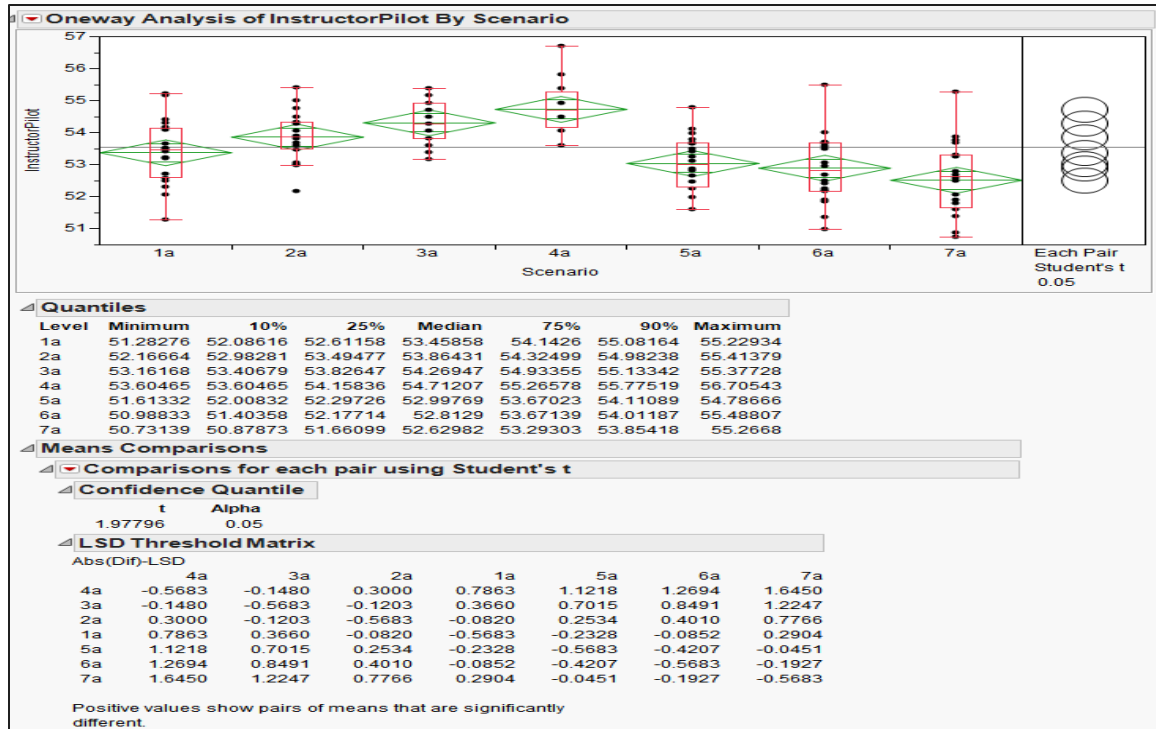 Oneway Analysis of InstructorPilot By Scenario
57
56
55
54
53
52
51
InstructorPilot
1a 2a 3a 4a 5a 6a 7a
Scenario
Each Pair
Student's t
0.05
Quantiles
Level Minimum 10% 25% Median 75% 90% Maximum
1a 51.28276 52.08616 52.61158 53.45858 54.1426 55.08164 55.22934
2a 52.16664 52.98281 53.49477 53.86431 54.32499 54.98238 55.41379
3a 53.16168 53.40679 53.82647 54.26947 54.93355 55.13342 55.37728
4a 53.60465 53.60465 54.15836 54.71207 55.26578 55.77519 56.70543
5a 51.61332 52.00832 52.29726 52.99769 53.67023 54.11089 54.78666
6a 50.98833 51.40358 52.17714 52.8129 53.67139 54.01187 55.48807
7a 50.73139 50.87873 51.66099 52.62982 53.29303 53.85418 55.2668
Means Comparisons
Comparisons for each pair using Student's t
Confidence Quantile
t Alpha
1.97796 0.05
LSD Threshold Matrix
Abs(Dif)-LSD
4a 3a 2a 1a 5a 6a 7a
4a -0.5683 -0.1480 0.3000 0.7863 1.1218 1.2694 1.6450
3a -0.1480 -0.5683 -0.1203 0.3660 0.7015 0.8491 1.2247
2a 0.3000 -0.1203 -0.5683 -0.0820 0.2534 0.4010 0.7766
1a 0.7863 0.3660 -0.0820 -0.5683 -0.2328 -0.0852 0.2904
5a 1.1218 0.7015 0.2534 -0.2328 -0.5683 -0.4207 -0.0451
6a 1.2694 0.8491 0.4010 -0.0852 -0.4207 -0.5683 -0.1927
7a 1.6450 1.2247 0.7766 0.2904 -0.0451 -0.1927 -0.5683
Positive values show pairs of means that are significantly
different.